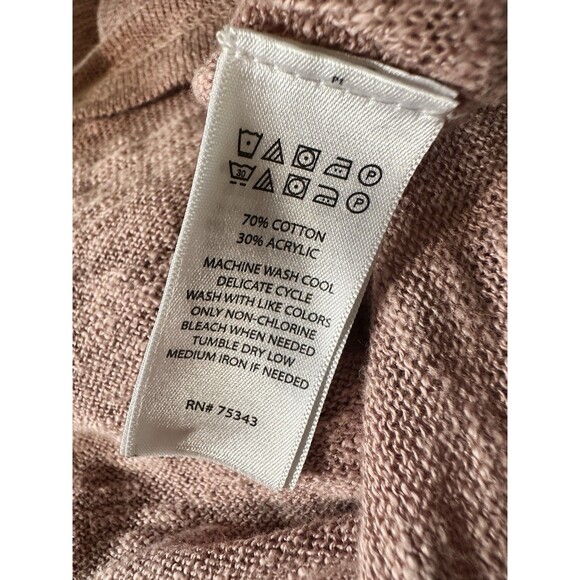 30
P
P
70% COTTON
30% ACRYLIC
MACHINE WASH COOL
DELICATE CYCLE
WASH WITH LIKE COLORS
ONLY NON-CHLORINE
BLEACH WHEN NEEDED
TUMBLE DRY LOW
MEDIUM IRON IF NEEDED
RN# 75343